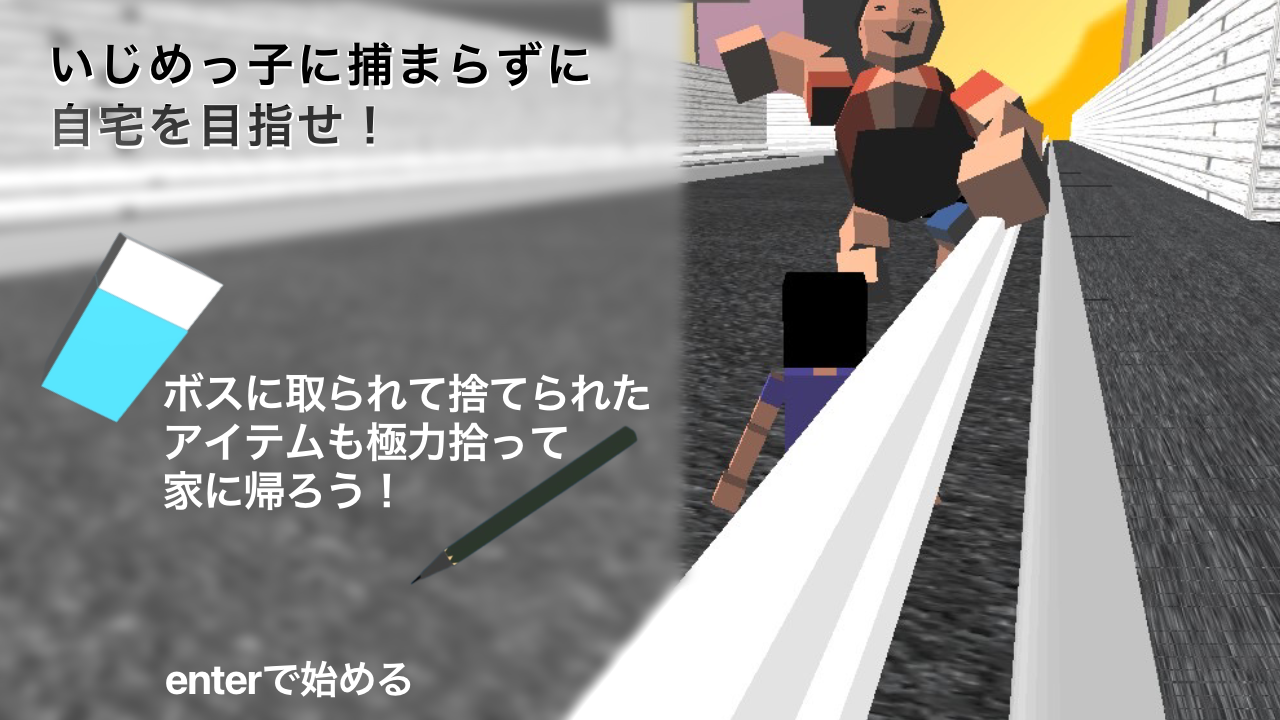 いじめっ子に捕まらずに
自宅を目指せ！
ボスに取られて捨てられた
アイテムも極力拾って
家に帰ろう！
enterで始める